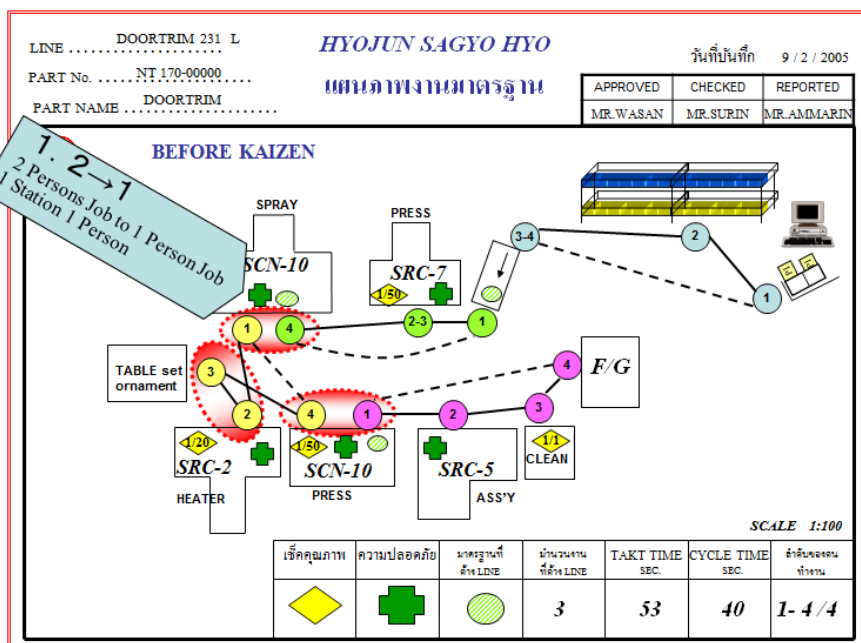 LINE DOORTRIM 231 L
PART No. NT 170-00000
PART NAME DOORTRIM
HYOJUN SAGYO HYO
แผ่นภาพงานมาตรฐาน
วันที่บันทึก 9 / 2 / 2005
APPROVED CHECKED REPORTED
MR.WASAN MR.SURIN MR.AMMARIN
1. 2→1
2 Persons Job to 1 Person Job
1 Station 1 Person
BEFORE KAIZEN
SPRAY
SCN-10
PRESS
SRC-7
1/50
3-4
2
1
1
4
2-3
1
TABLE set
ornament
3
2
4
1
2
3
4
F/G
1/20
SRC-2
HEATER
1/50
SCN-10
PRESS
SRC-5
ASS'Y
1/1
CLEAN
SCALE 1:100
เช็คคุณภาพ
ความปลอดภัย
มาตรฐานที่
ค้าง LINE
จำนวนงาน
ที่ค้าง LINE
TAKT TIME
SEC.
CYCLE TIME
SEC.
ลำดับของคน
ทำงาน
3
53
40
1- 4 /4